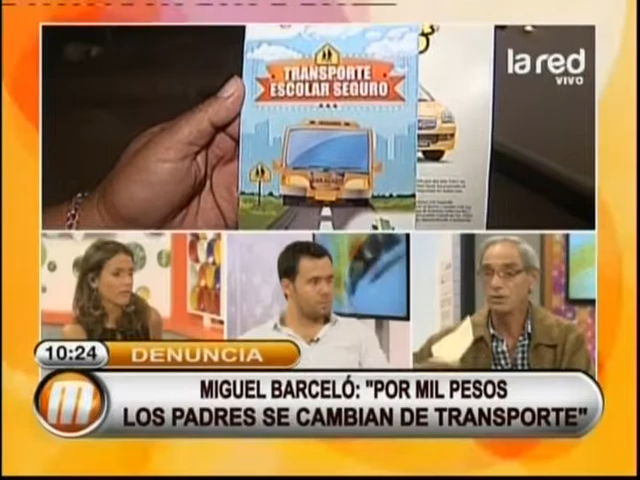 TRANSPORTE
ESCOLAR SEGURO
la red
VIVO
10:24
DENUNCIA
m
MIGUEL BARCELÓ: "POR MIL PESOS
LOS PADRES SE CAMBIAN DE TRANSPORTE"